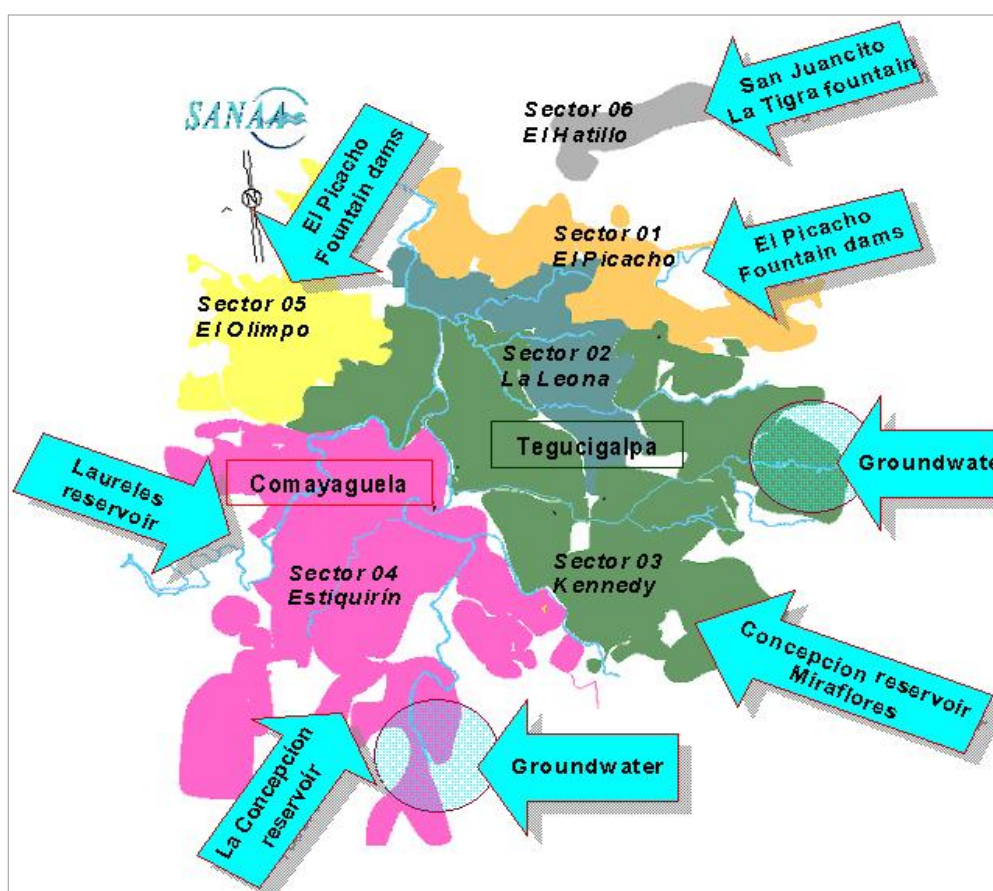 San Juancito
La Tigra fountain
Sector 06
El Hatillo
SANAA
El Picacho
Fountain dams
N
Sector 01
El Picacho
El Picacho
Fountain dams
Sector 05
El Olimpo
Sector 02
La Leona
Tegucigalpa
Groundwater
Laureles
reservoir
Comayaguela
Sector 04
Estiquirín
Sector 03
Kennedy
Concepcion reservoir
Miraflores
La Concepcion
reservoír
Groundwater